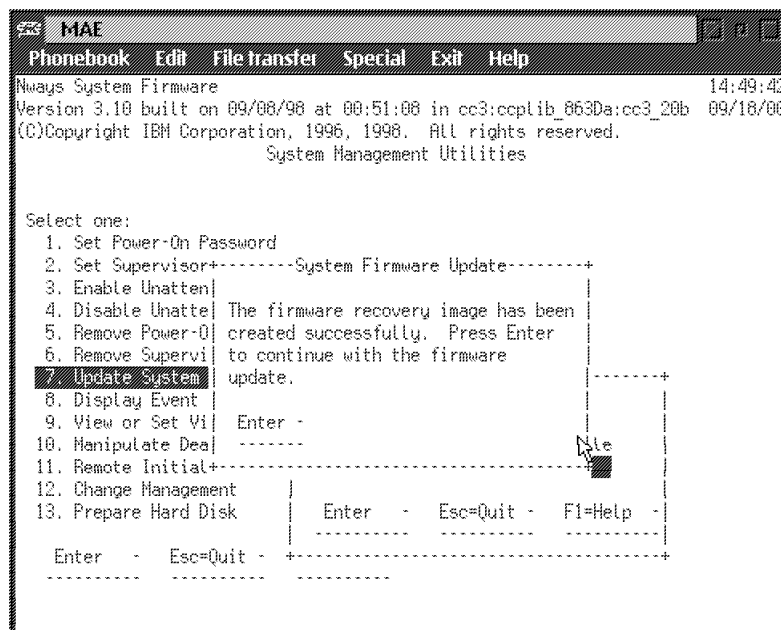 MAE
Phonebook Edit File transfer Special Exit Help
Nways System Firmware 14:49:42
Version 3.10 built on 09/08/98 at 00:51:08 in cc3:ccplib_863Da:cc3_20b 09/18/00
(C)Copyright IBM Corporation, 1996, 1998. All rights reserved.
System Management Utilities
Select one:
1. Set Power-On Password
2. Set Supervisor+--------System Firmware Update--------+
3. Enable Unatten|
4. Disable Unatte| The firmware recovery image has been |
5. Remove Power-O| created successfully. Press Enter |
6. Remove Supervi| to continue with the firmware |
7. Update System | update. |-------+
8. Display Event |
9. View or Set Vi| Enter -
10. Manipulate Dea| ------- le
11. Remote Initial+
12. Change Management
13. Prepare Hard Disk | Enter - Esc=Quit - F1=Help -|
Enter - Esc=Quit -